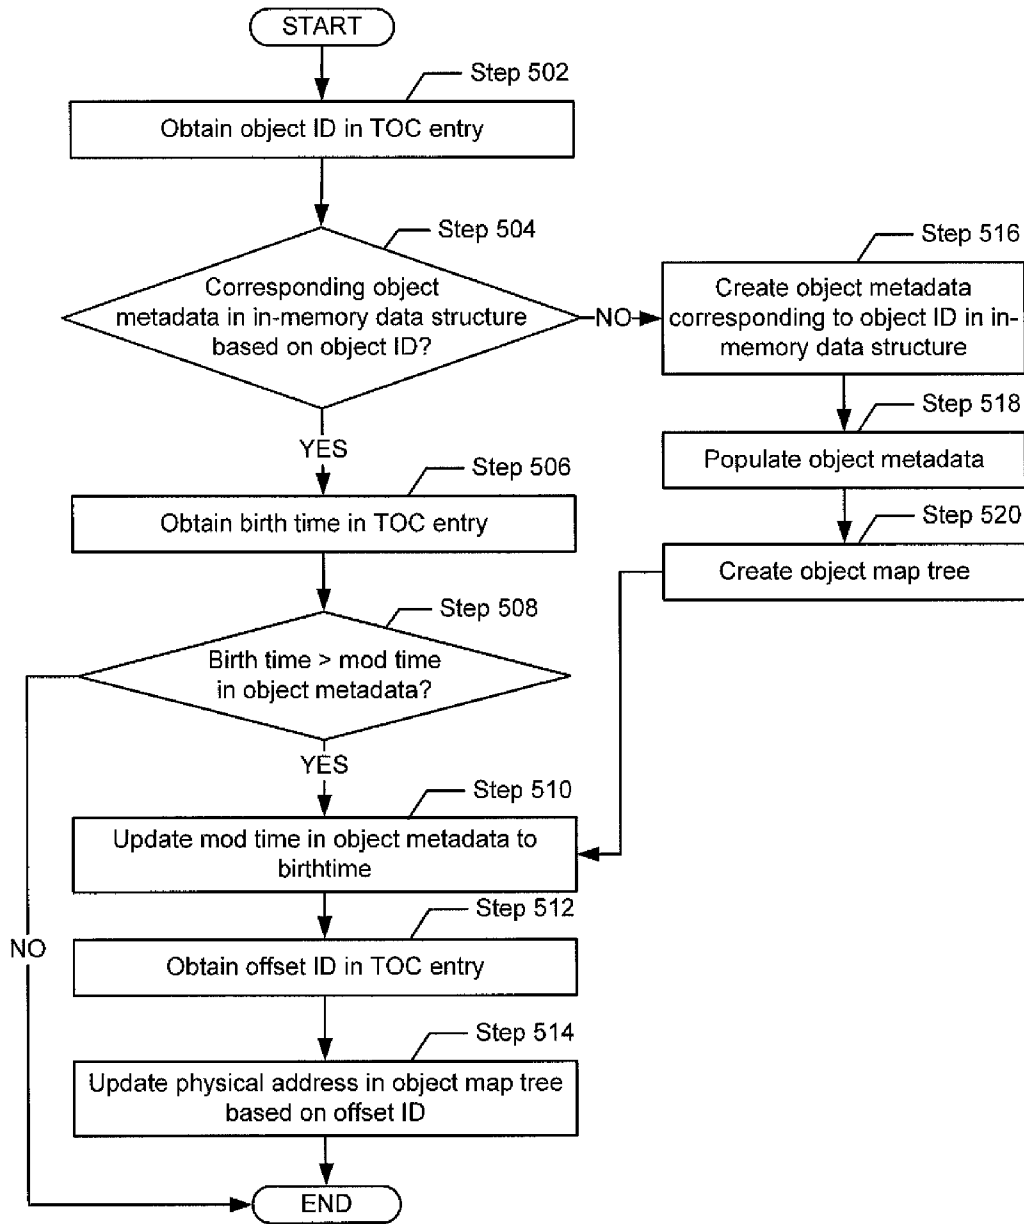 START
Step 502
Obtain object ID in TOC entry
Step 504
Corresponding object
metadata in in-memory data structure
based on object ID?
NO
Step 516
Create object metadata
corresponding to object ID in in-
memory data structure
Step 518
Populate object metadata
Step 520
Create object map tree
YES
Step 506
Obtain birth time in TOC entry
Step 508
Birth time > mod time
in object metadata?
YES
Step 510
Update mod time in object metadata to
birthtime
Step 512
Obtain offset ID in TOC entry
NO
Step 514
Update physical address in object map tree
based on offset ID
END